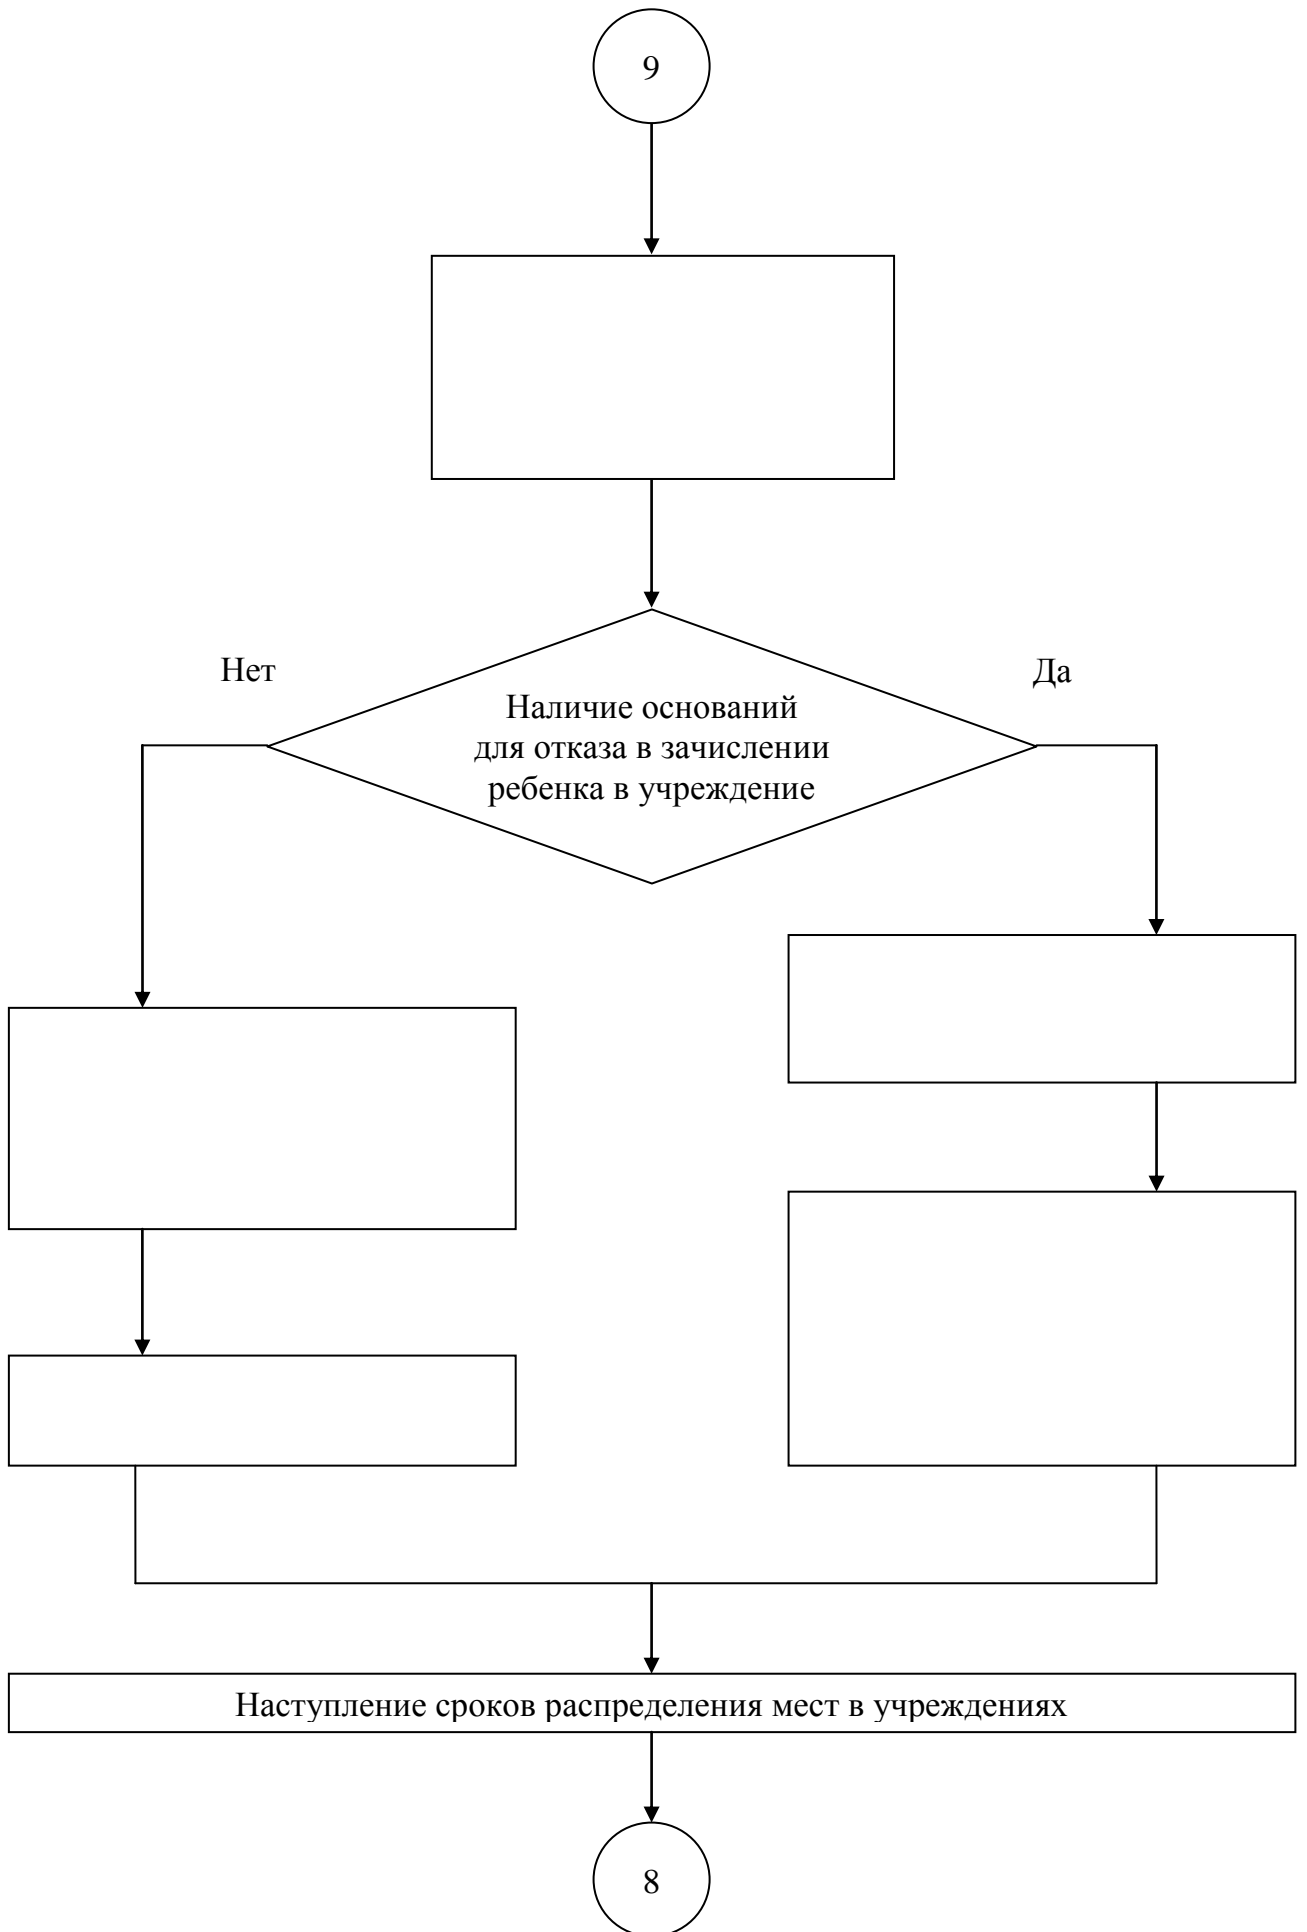 9
Нет
Да
Наличие оснований
для отказа в зачислении
ребенка в учреждение
Наступление сроков распределения мест в учреждениях
8